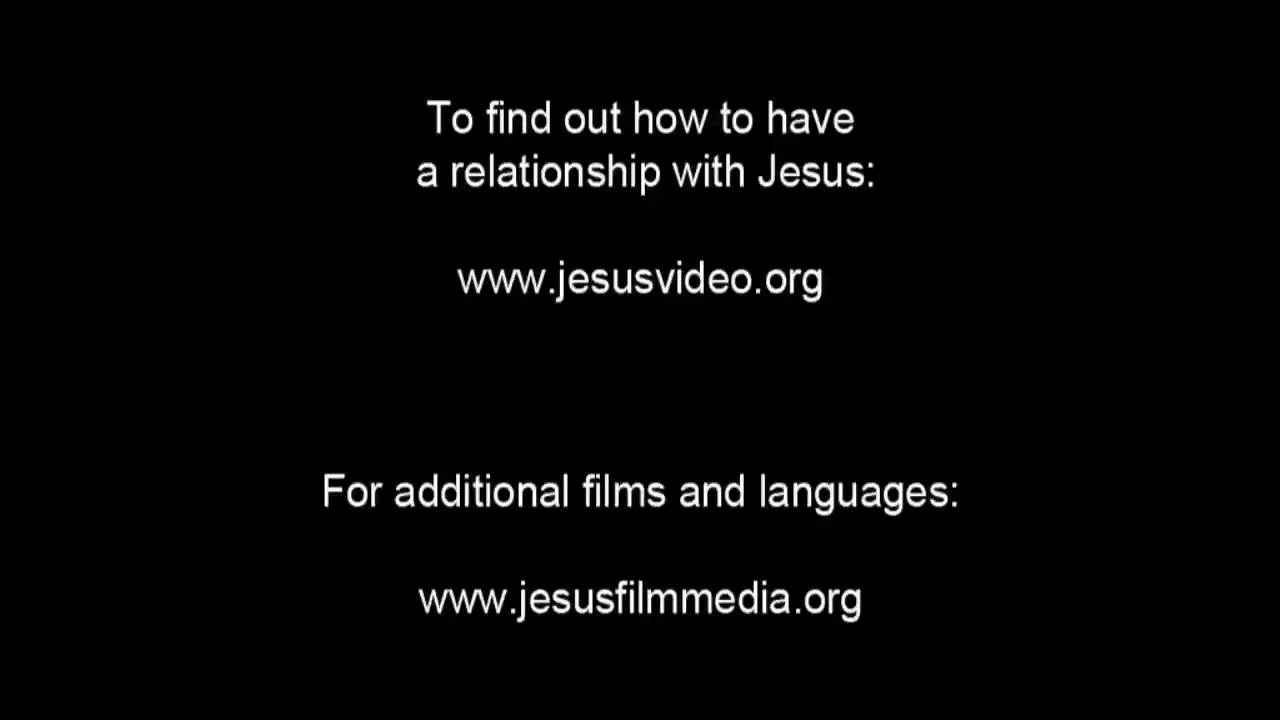 To find out how to have
a relationship with Jesus:
www.jesusvideo.org
For additional films and languages:
www.jesusfilmmedia.org